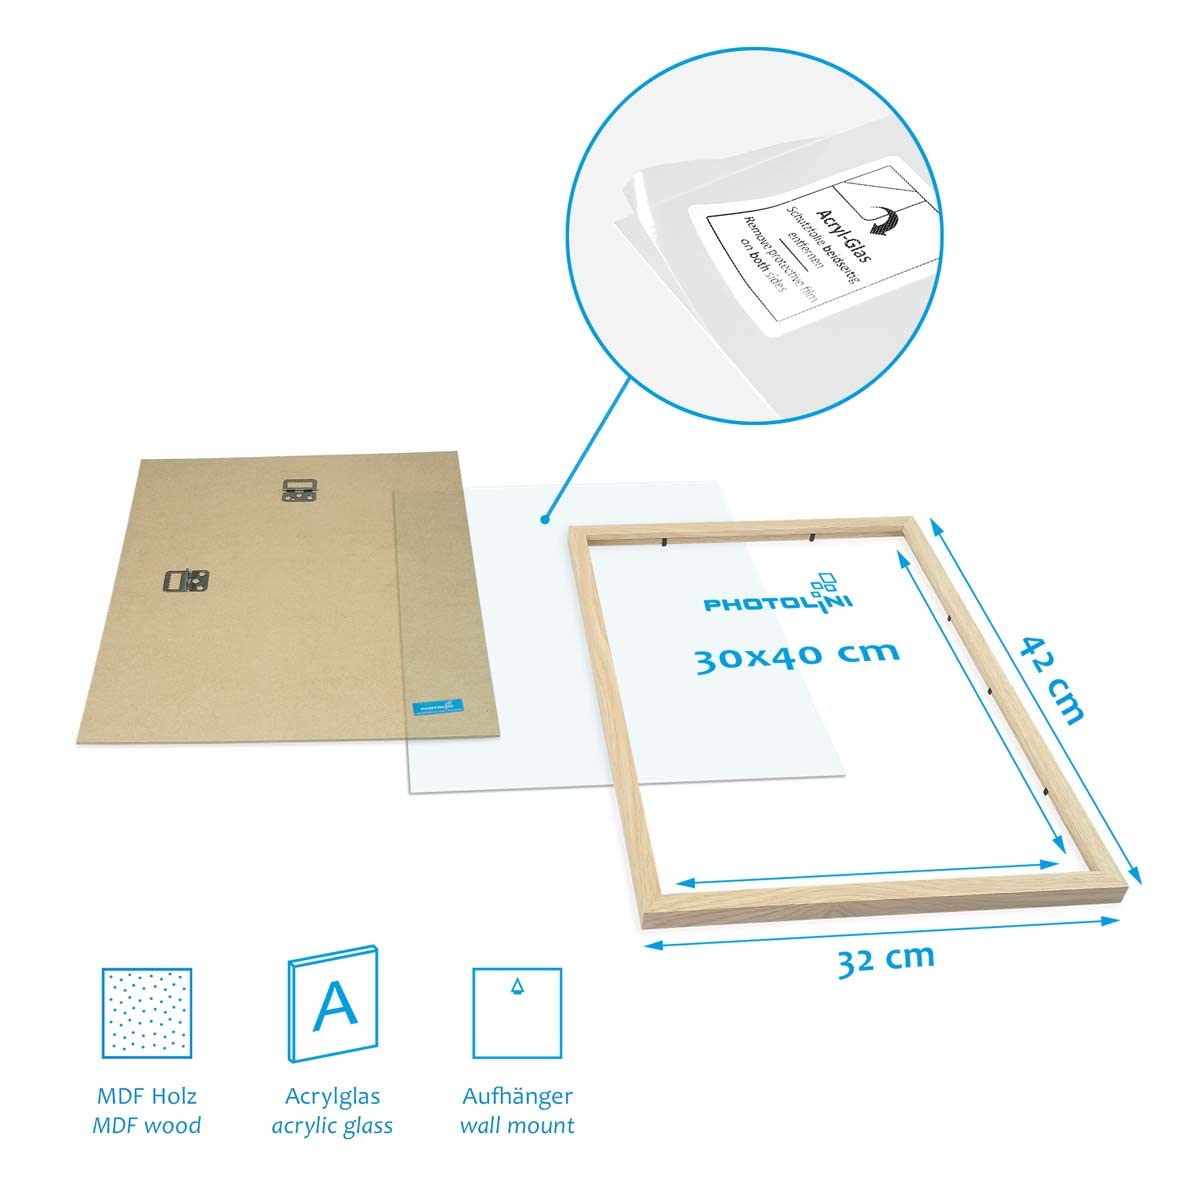 Acryl-Glas
Schutzfolie beidseitig
entfernen
Remove protective film
on both sides
PHOTOLINI
30x40 cm
42 cm
PHOTOLINI
32 cm
A
MDF Holz
MDF wood
Acrylglas
acrylic glass
Aufhänger
wall mount